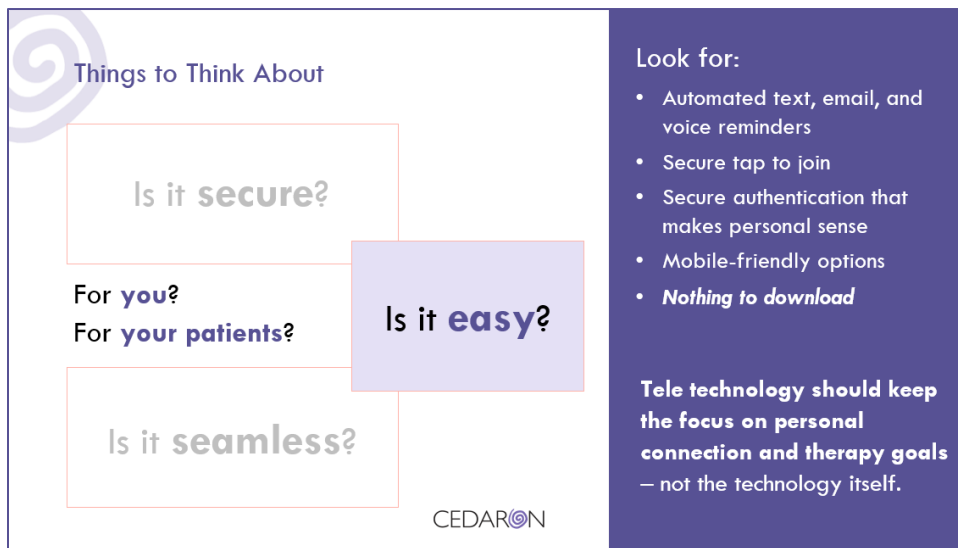 Things to Think About
Is it secure?
For you?
For your patients?
Is it easy?
Is it seamless?
CEDARON
Look for:
• Automated text, email, and
voice reminders
• Secure tap to join
• Secure authentication that
makes personal sense
• Mobile-friendly options
• Nothing to download
Tele technology should keep
the focus on personal
connection and therapy goals
– not the technology itself.